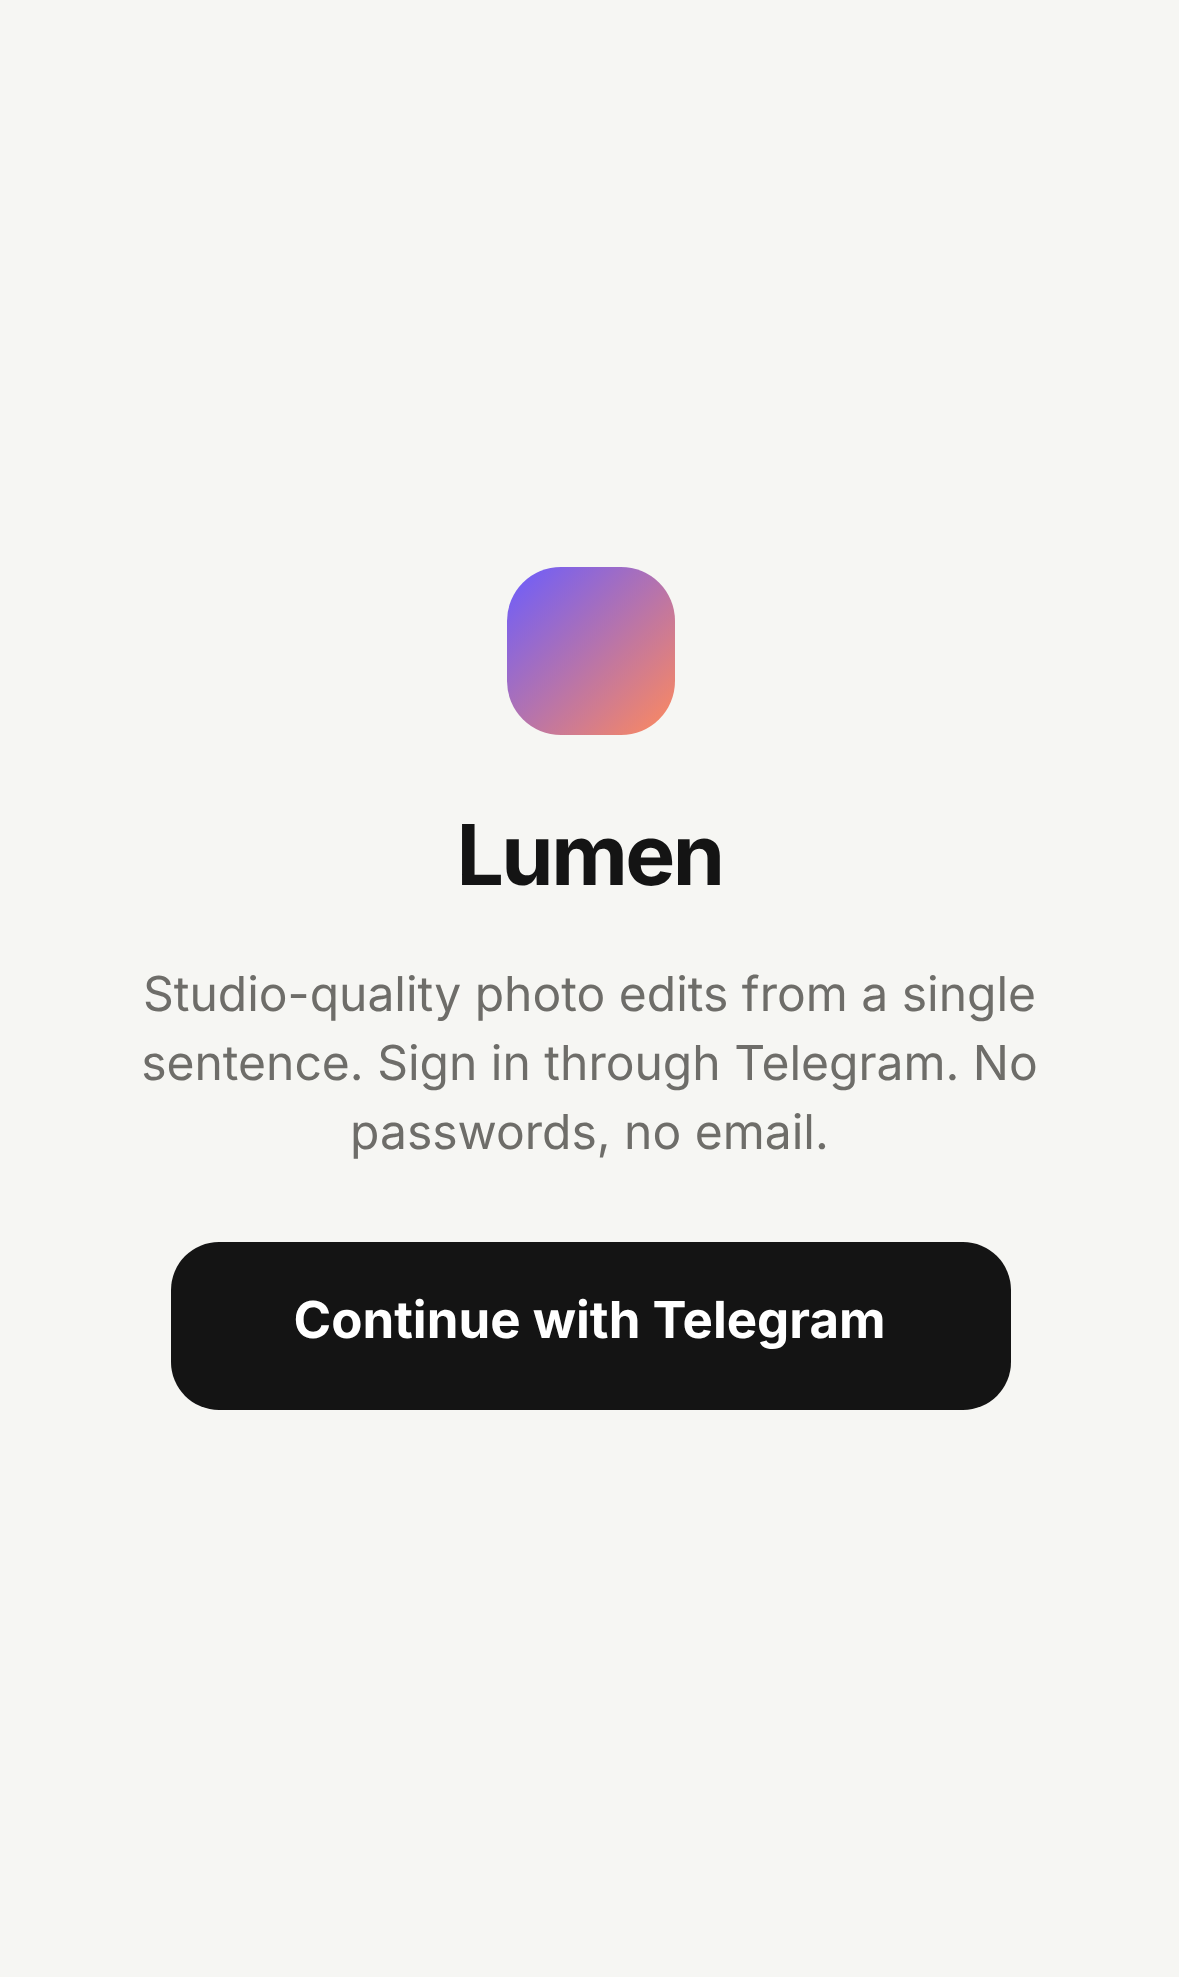 Lumen
Studio-quality photo edits from a single
sentence. Sign in through Telegram. No
passwords, no email.
Continue with Telegram